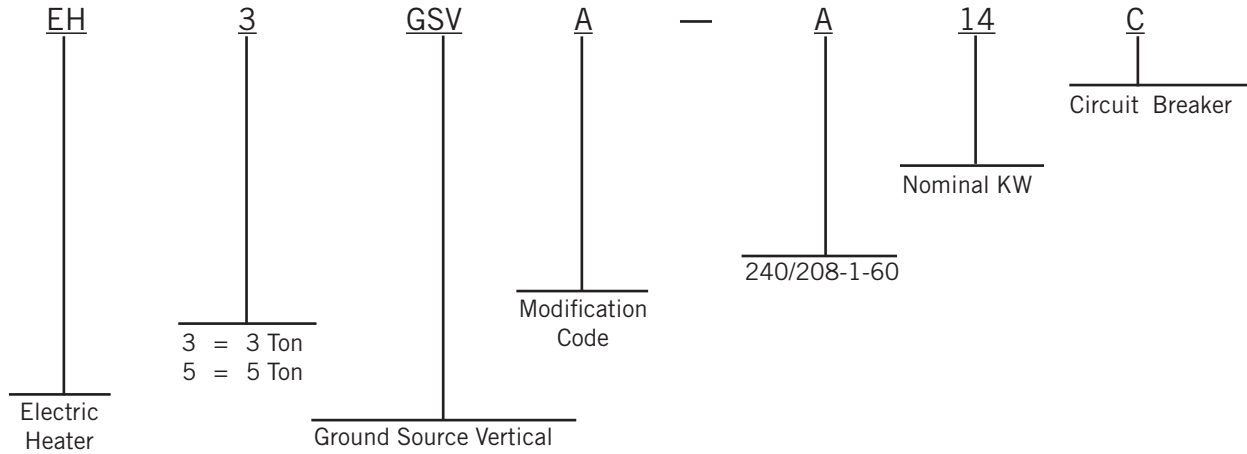 EH 3 GSV A — A 14 C
Circuit Breaker
Nominal KW
240/208-1-60
Modification
Code
3 = 3 Ton
5 = 5 Ton
Electric
Heater
Ground Source Vertical